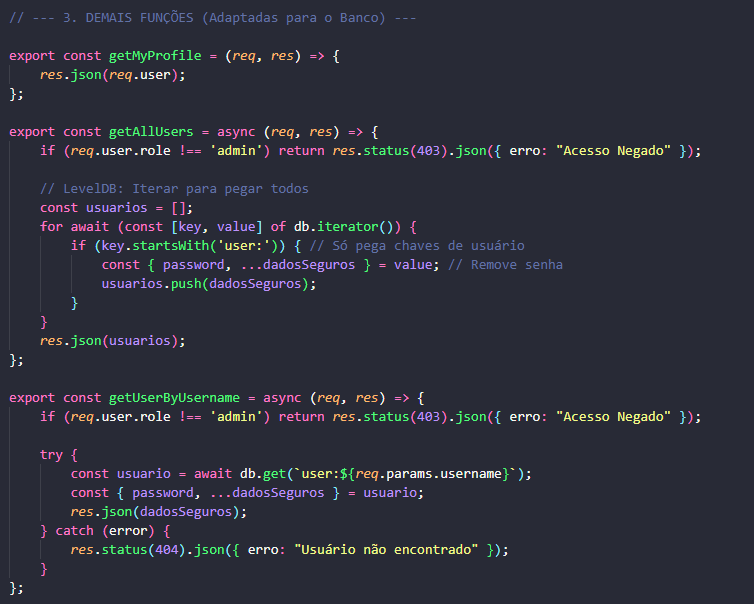 // --- 3. DEMAIS FUNÇÕES (Adaptadas para o Banco) ---

export const getMyProfile = (req, res) => {
    res.json(req.user);
};

export const getAllUsers = async (req, res) => {
    if (req.user.role !== 'admin') return res.status(403).json({ erro: "Acesso Negado" });

    // LevelDB: Iterar para pegar todos
    const usuarios = [];
    for await (const [key, value] of db.iterator()) {
        if (key.startsWith('user:')) { // Só pega chaves de usuário
            const { password, ...dadosSeguros } = value; // Remove senha
            usuarios.push(dadosSeguros);
        }
    }
    res.json(usuarios);
};

export const getUserByUsername = async (req, res) => {
    if (req.user.role !== 'admin') return res.status(403).json({ erro: "Acesso Negado" });

    try {
        const usuario = await db.get(`user:${req.params.username}`);
        const { password, ...dadosSeguros } = usuario;
        res.json(dadosSeguros);
    } catch (error) {
        res.status(404).json({ erro: "Usuário não encontrado" });
    }
};